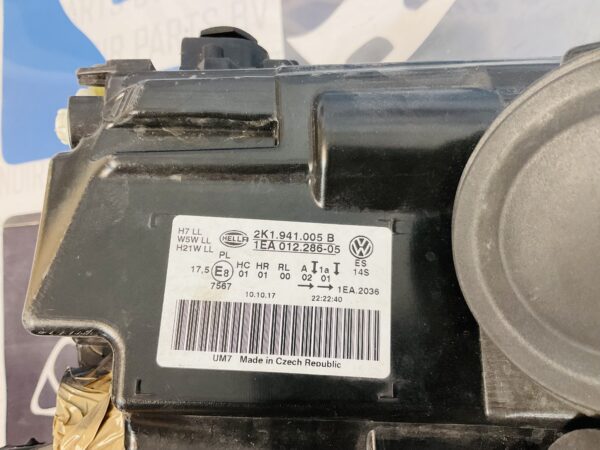 H7 LL
W5W LL
H21W LL
HELLA
2K1.941.005 B
1EA 012.286-05
ES
14S
PL
17,5 E8 HC HR RL A 1a
01 01 00 02 01
7567
→ → 1EA.2036
10.10.17 22:22:40
UM7 Made in Czech Republic
PARTS BV